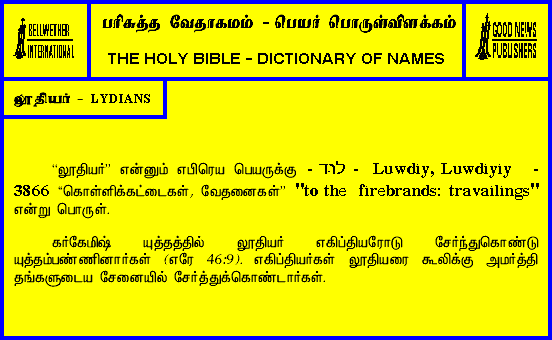 BELLWETHER
INTERNATIONAL
பரிசுத்த வேதாகமம் - பெயர் பொருள்விளக்கம்
THE HOLY BIBLE - DICTIONARY OF NAMES
GOOD NEWS
PUBLISHERS
லூதியர் - LYDIANS
“லூதியர்” என்னும் எபிரெய பெயருக்கு - לוד - Luwdiy, Luwdiyiy -
3866 “கொள்ளிக்கட்டைகள், வேதனைகள்” "to the firebrands: travailings"
என்று பொருள்.
கர்கேமிஷ் யுத்தத்தில் லூதியர் எகிப்தியரோடு சேர்ந்துகொண்டு
யுத்தம்பண்ணினார்கள் (எரே 46:9). எகிப்தியர்கள் லூதியரை கூலிக்கு அமர்த்தி
தங்களுடைய சேனையில் சேர்த்துக்கொண்டார்கள்.